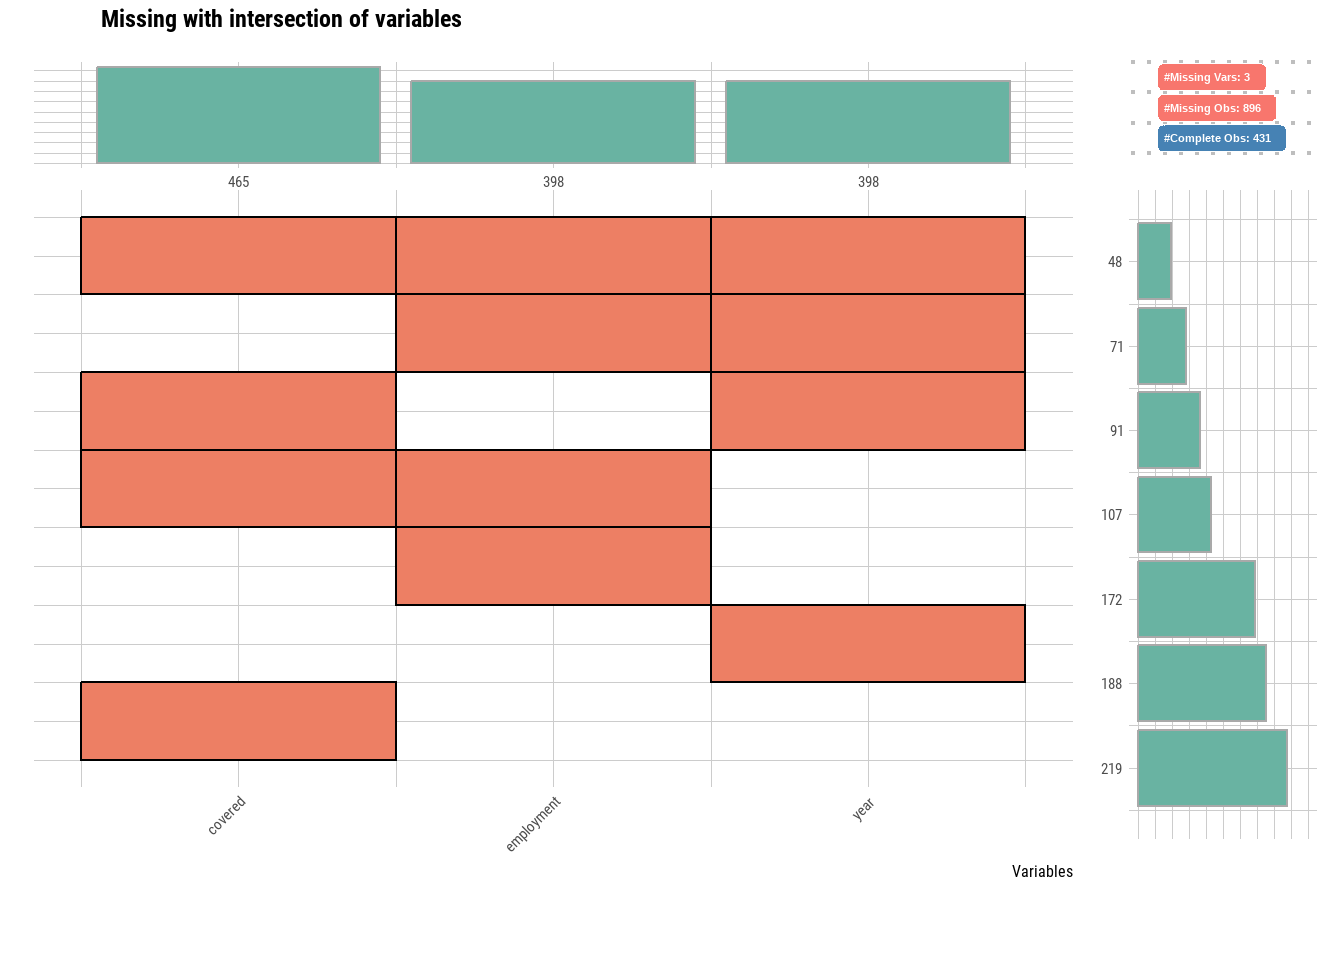 Missing with intersection of variables
#Missing Vars: 3
#Missing Obs: 896
#Complete Obs: 431
465 398 398
48
71
91
107
172
188
219
covered employment year
Variables